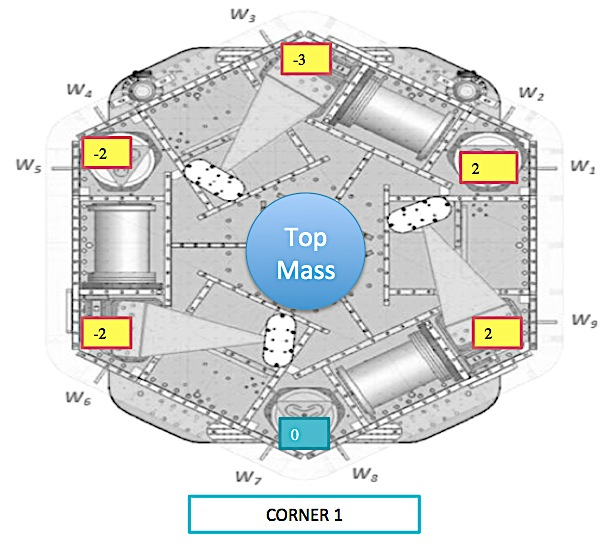 W₃
-3
W₄
W₂
-2
2
W₅
W₁
Top
Mass
-2
2
W₉
W₆
0
W₇
W₈
CORNER 1